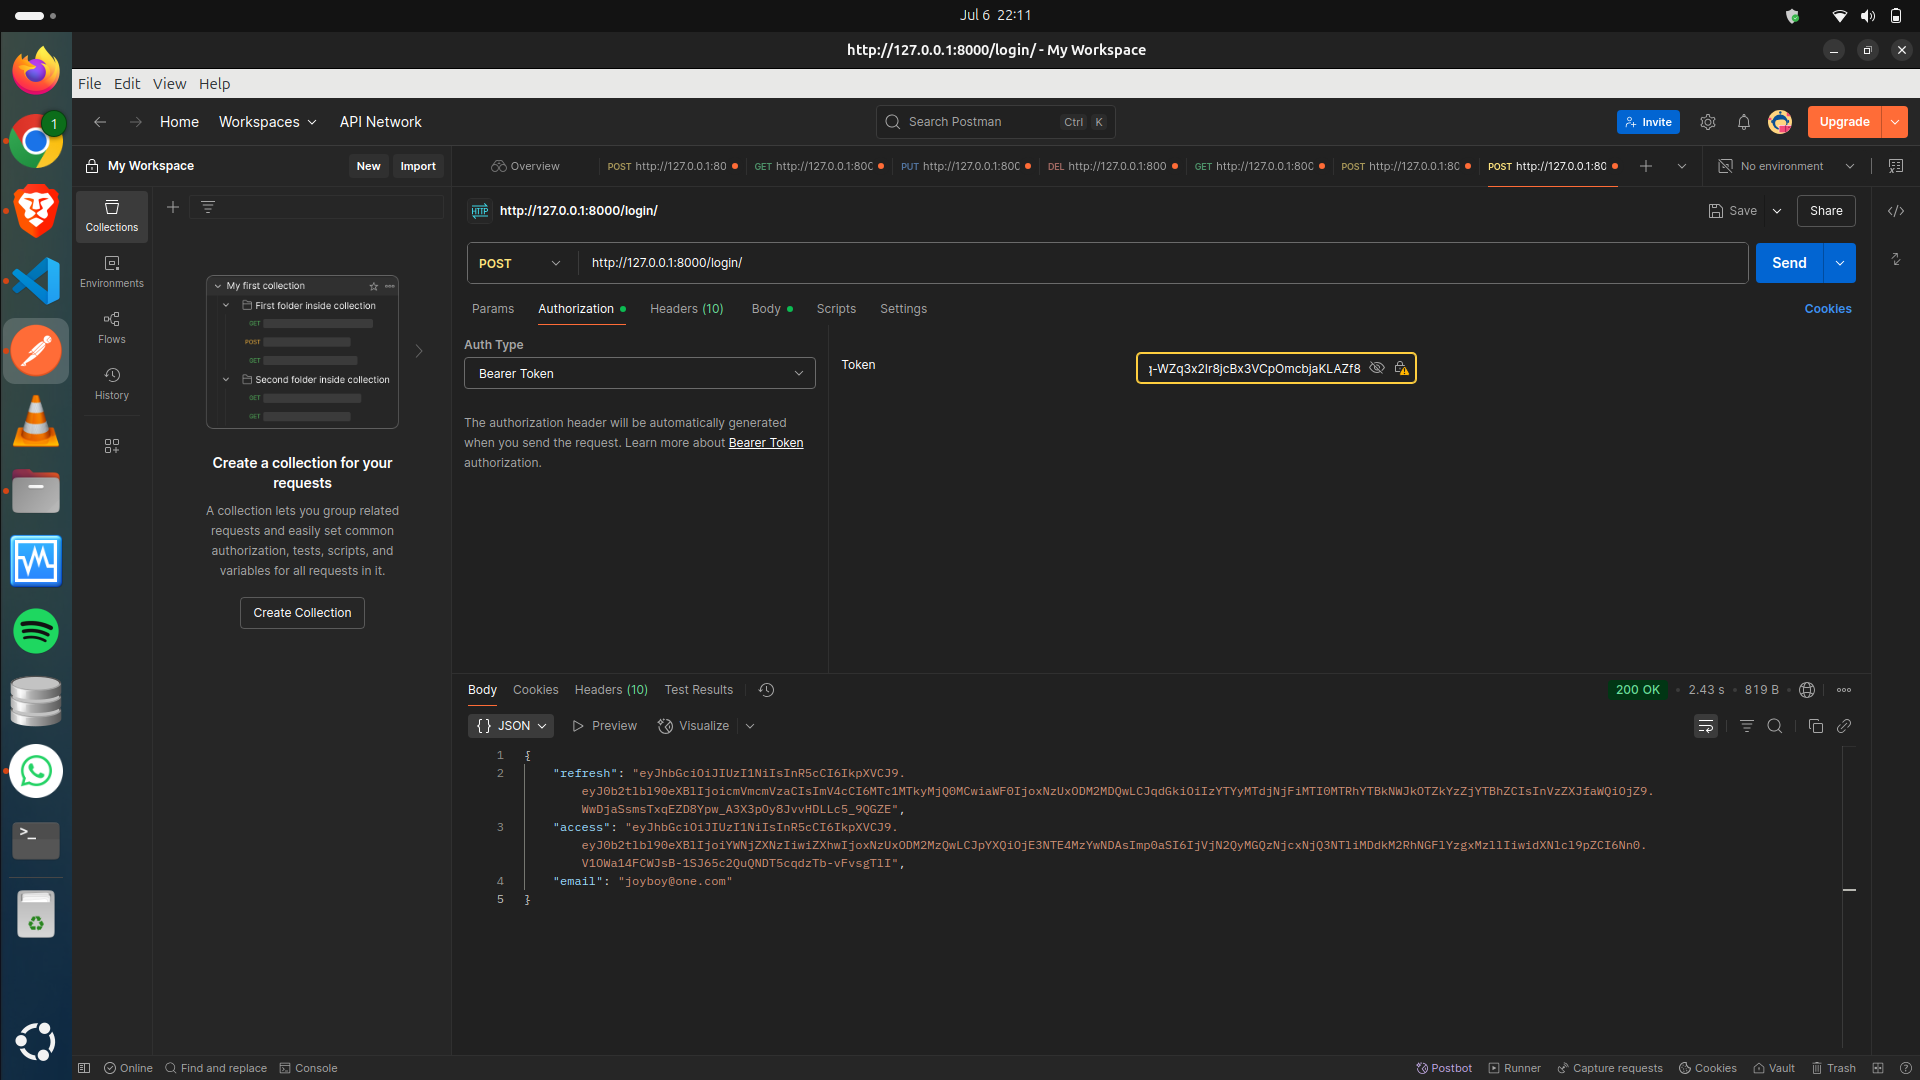 Jul 6 22:11
http://127.0.0.1:8000/login/ - My Workspace
File Edit View Help
1
Home Workspaces API Network
Search Postman Ctrl K
Invite
Upgrade
My Workspace
New Import
Overview
POST http://127.0.0.1:80
GET http://127.0.0.1:800
PUT http://127.0.0.1:800
DEL http://127.0.0.1:800
GET http://127.0.0.1:800
POST http://127.0.0.1:80
POST http://127.0.0.1:80
No environment
Collections
Environments
Flows
History
HTTP http://127.0.0.1:8000/login/
Save Share
POST http://127.0.0.1:8000/login/
Send
Params Authorization Headers (10) Body Scripts Settings
Cookies
My first collection
First folder inside collection
GET
POST
GET
Second folder inside collection
GET
GET
Create a collection for your
requests
A collection lets you group related
requests and easily set common
authorization, tests, scripts, and
variables for all requests in it.
Create Collection
Auth Type
Bearer Token
The authorization header will be automatically generated
when you send the request. Learn more about Bearer Token
authorization.
Token
Body Cookies Headers (10) Test Results
200 OK 2.43 s 819 B
{} JSON Preview Visualize
1 {
2 "refresh": "eyJhbGciOiJIUzI1NiIsInR5cCI6IkpXVCJ9.
3 "access": "eyJhbGciOiJIUzI1NiIsInR5cCI6IkpXVCJ9.
4 "email": "joyboy@one.com"
5 }
Online Find and replace Console
Postbot Runner Capture requests Cookies Vault Trash